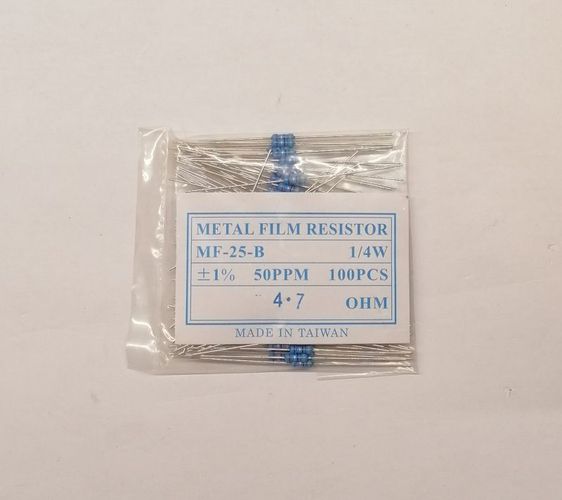 METAL FILM RESISTOR
MF-25-B 1/4W
±1% 50PPM 100PCS
4·7 OHM
MADE IN TAIWAN